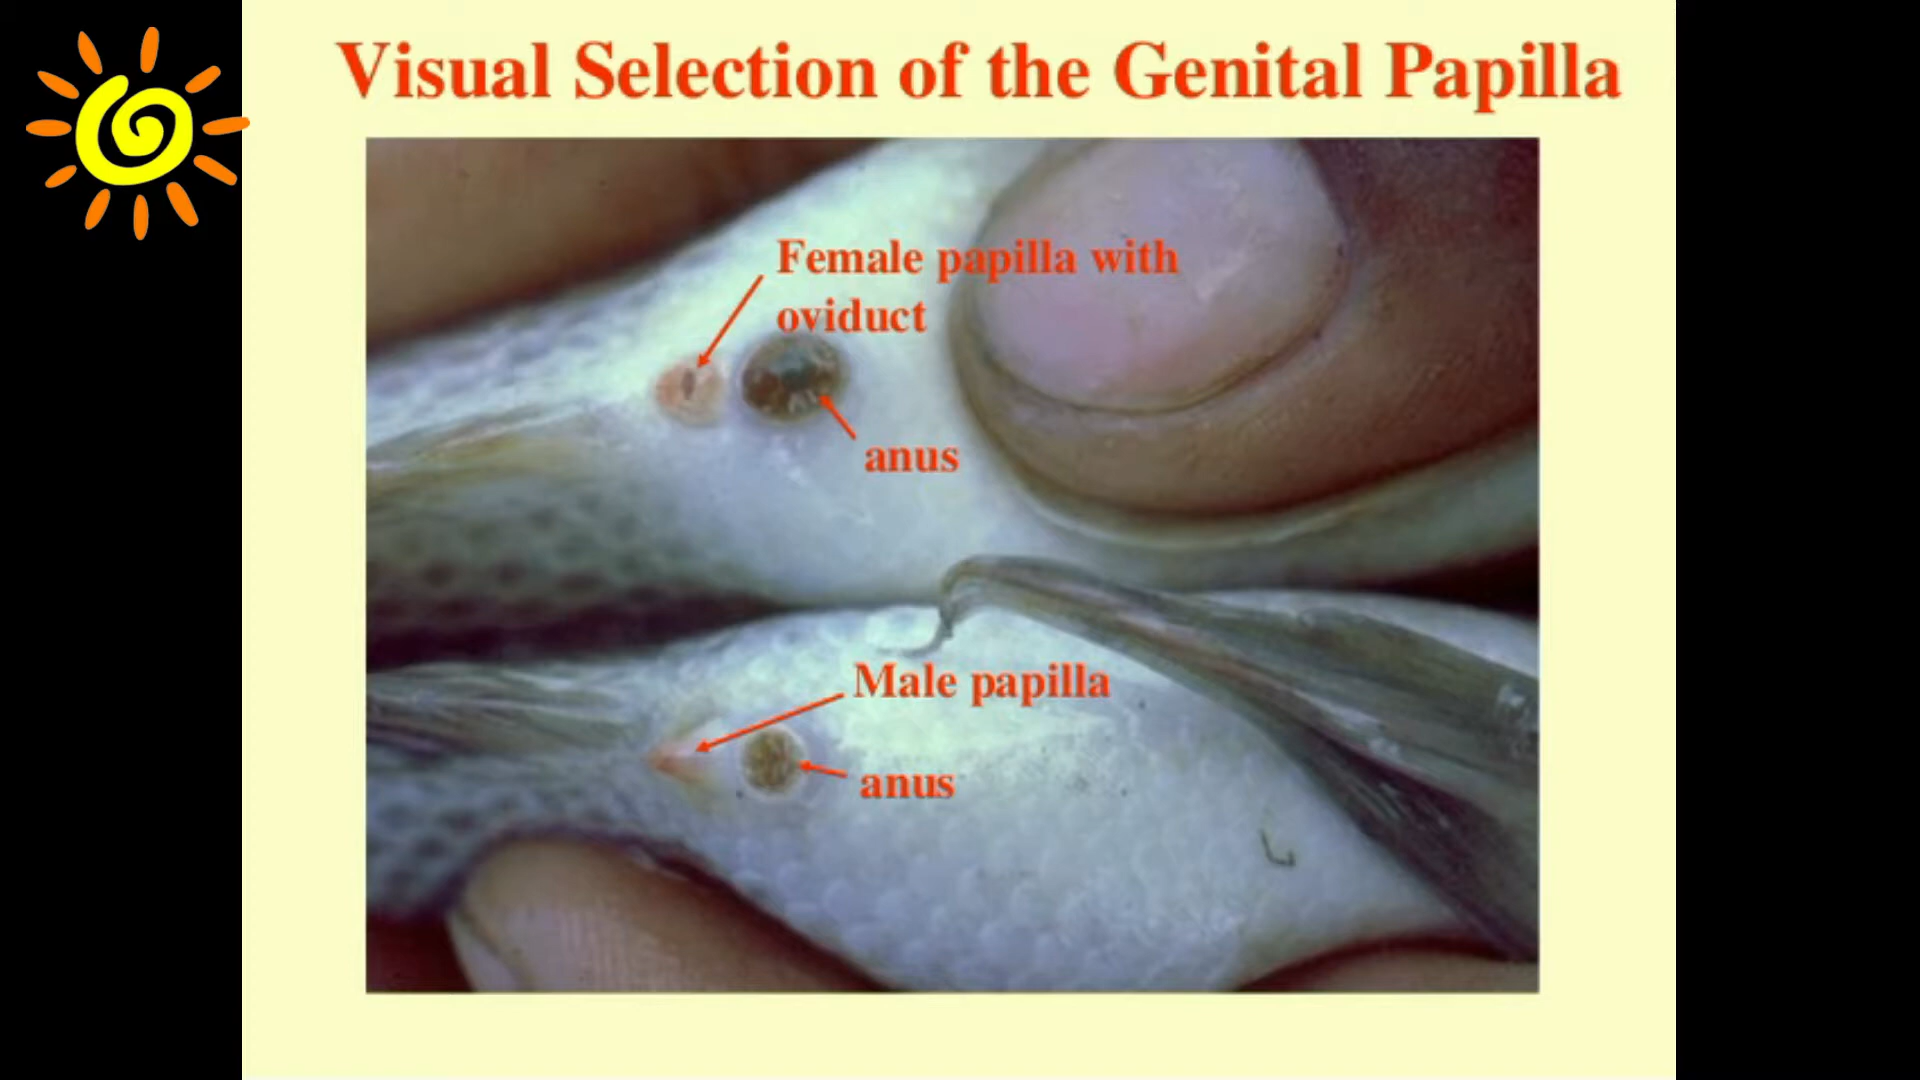 Visual Selection of the Genital Papilla
Female papilla with
oviduct
anus
Male papilla
anus